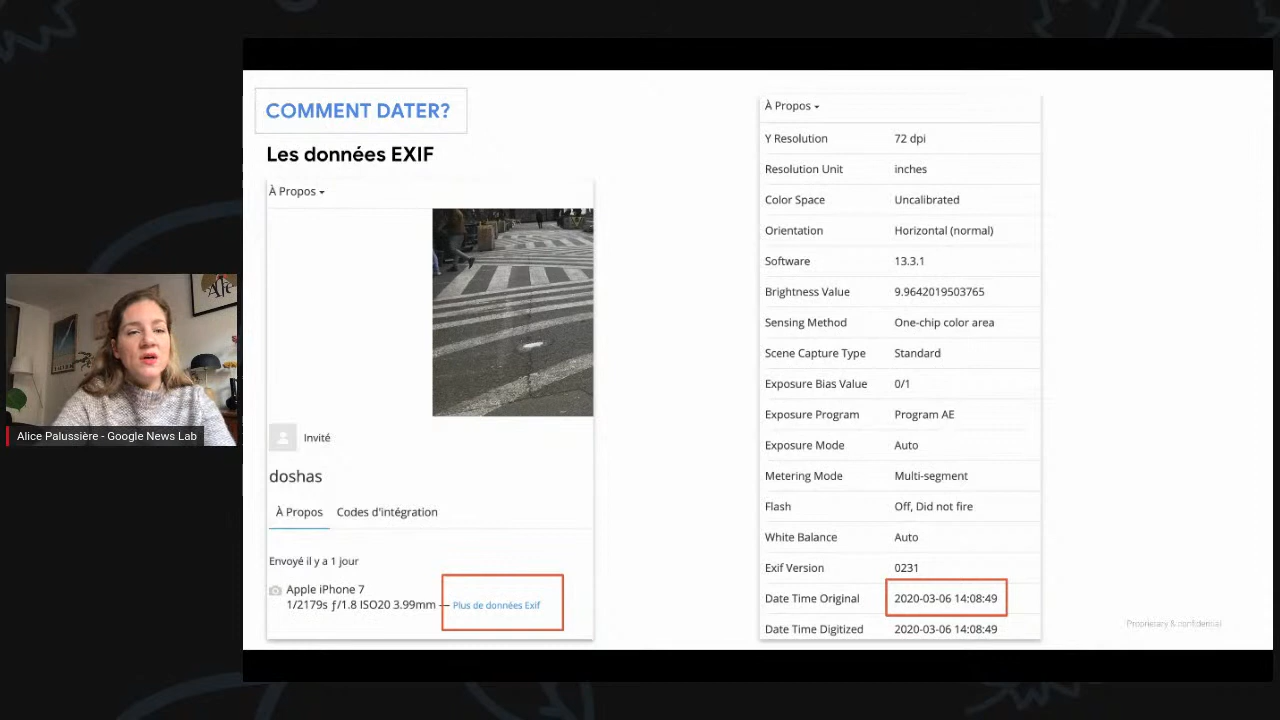 COMMENT DATER?
Les données EXIF
À Propos
Invité
doshas
À Propos Codes d'intégration
Envoyé il y a 1 jour
Apple iPhone 7
1/2179s ƒ/1.8 ISO20 3.99mm — Plus de données Exif
À Propos
Y Resolution 72 dpi
Resolution Unit inches
Color Space Uncalibrated
Orientation Horizontal (normal)
Software 13.3.1
Brightness Value 9.9642019503765
Sensing Method One-chip color area
Scene Capture Type Standard
Exposure Bias Value 0/1
Exposure Program Program AE
Exposure Mode Auto
Metering Mode Multi-segment
Flash Off, Did not fire
White Balance Auto
Exif Version 0231
Date Time Original 2020-03-06 14:08:49
Date Time Digitized 2020-03-06 14:08:49
Proprietary & confidential
Alice Palussière - Google News Lab